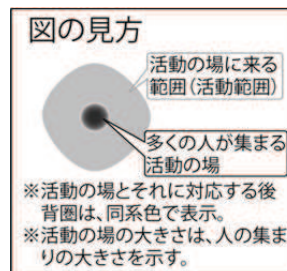 図の見方
活動の場に来る
範囲(活動範囲)
多くの人が集まる
活動の場
※活動の場とそれに対応する後
背圏は、同系色で表示。
※活動の場の大きさは、人の集ま
りの大きさを示す。